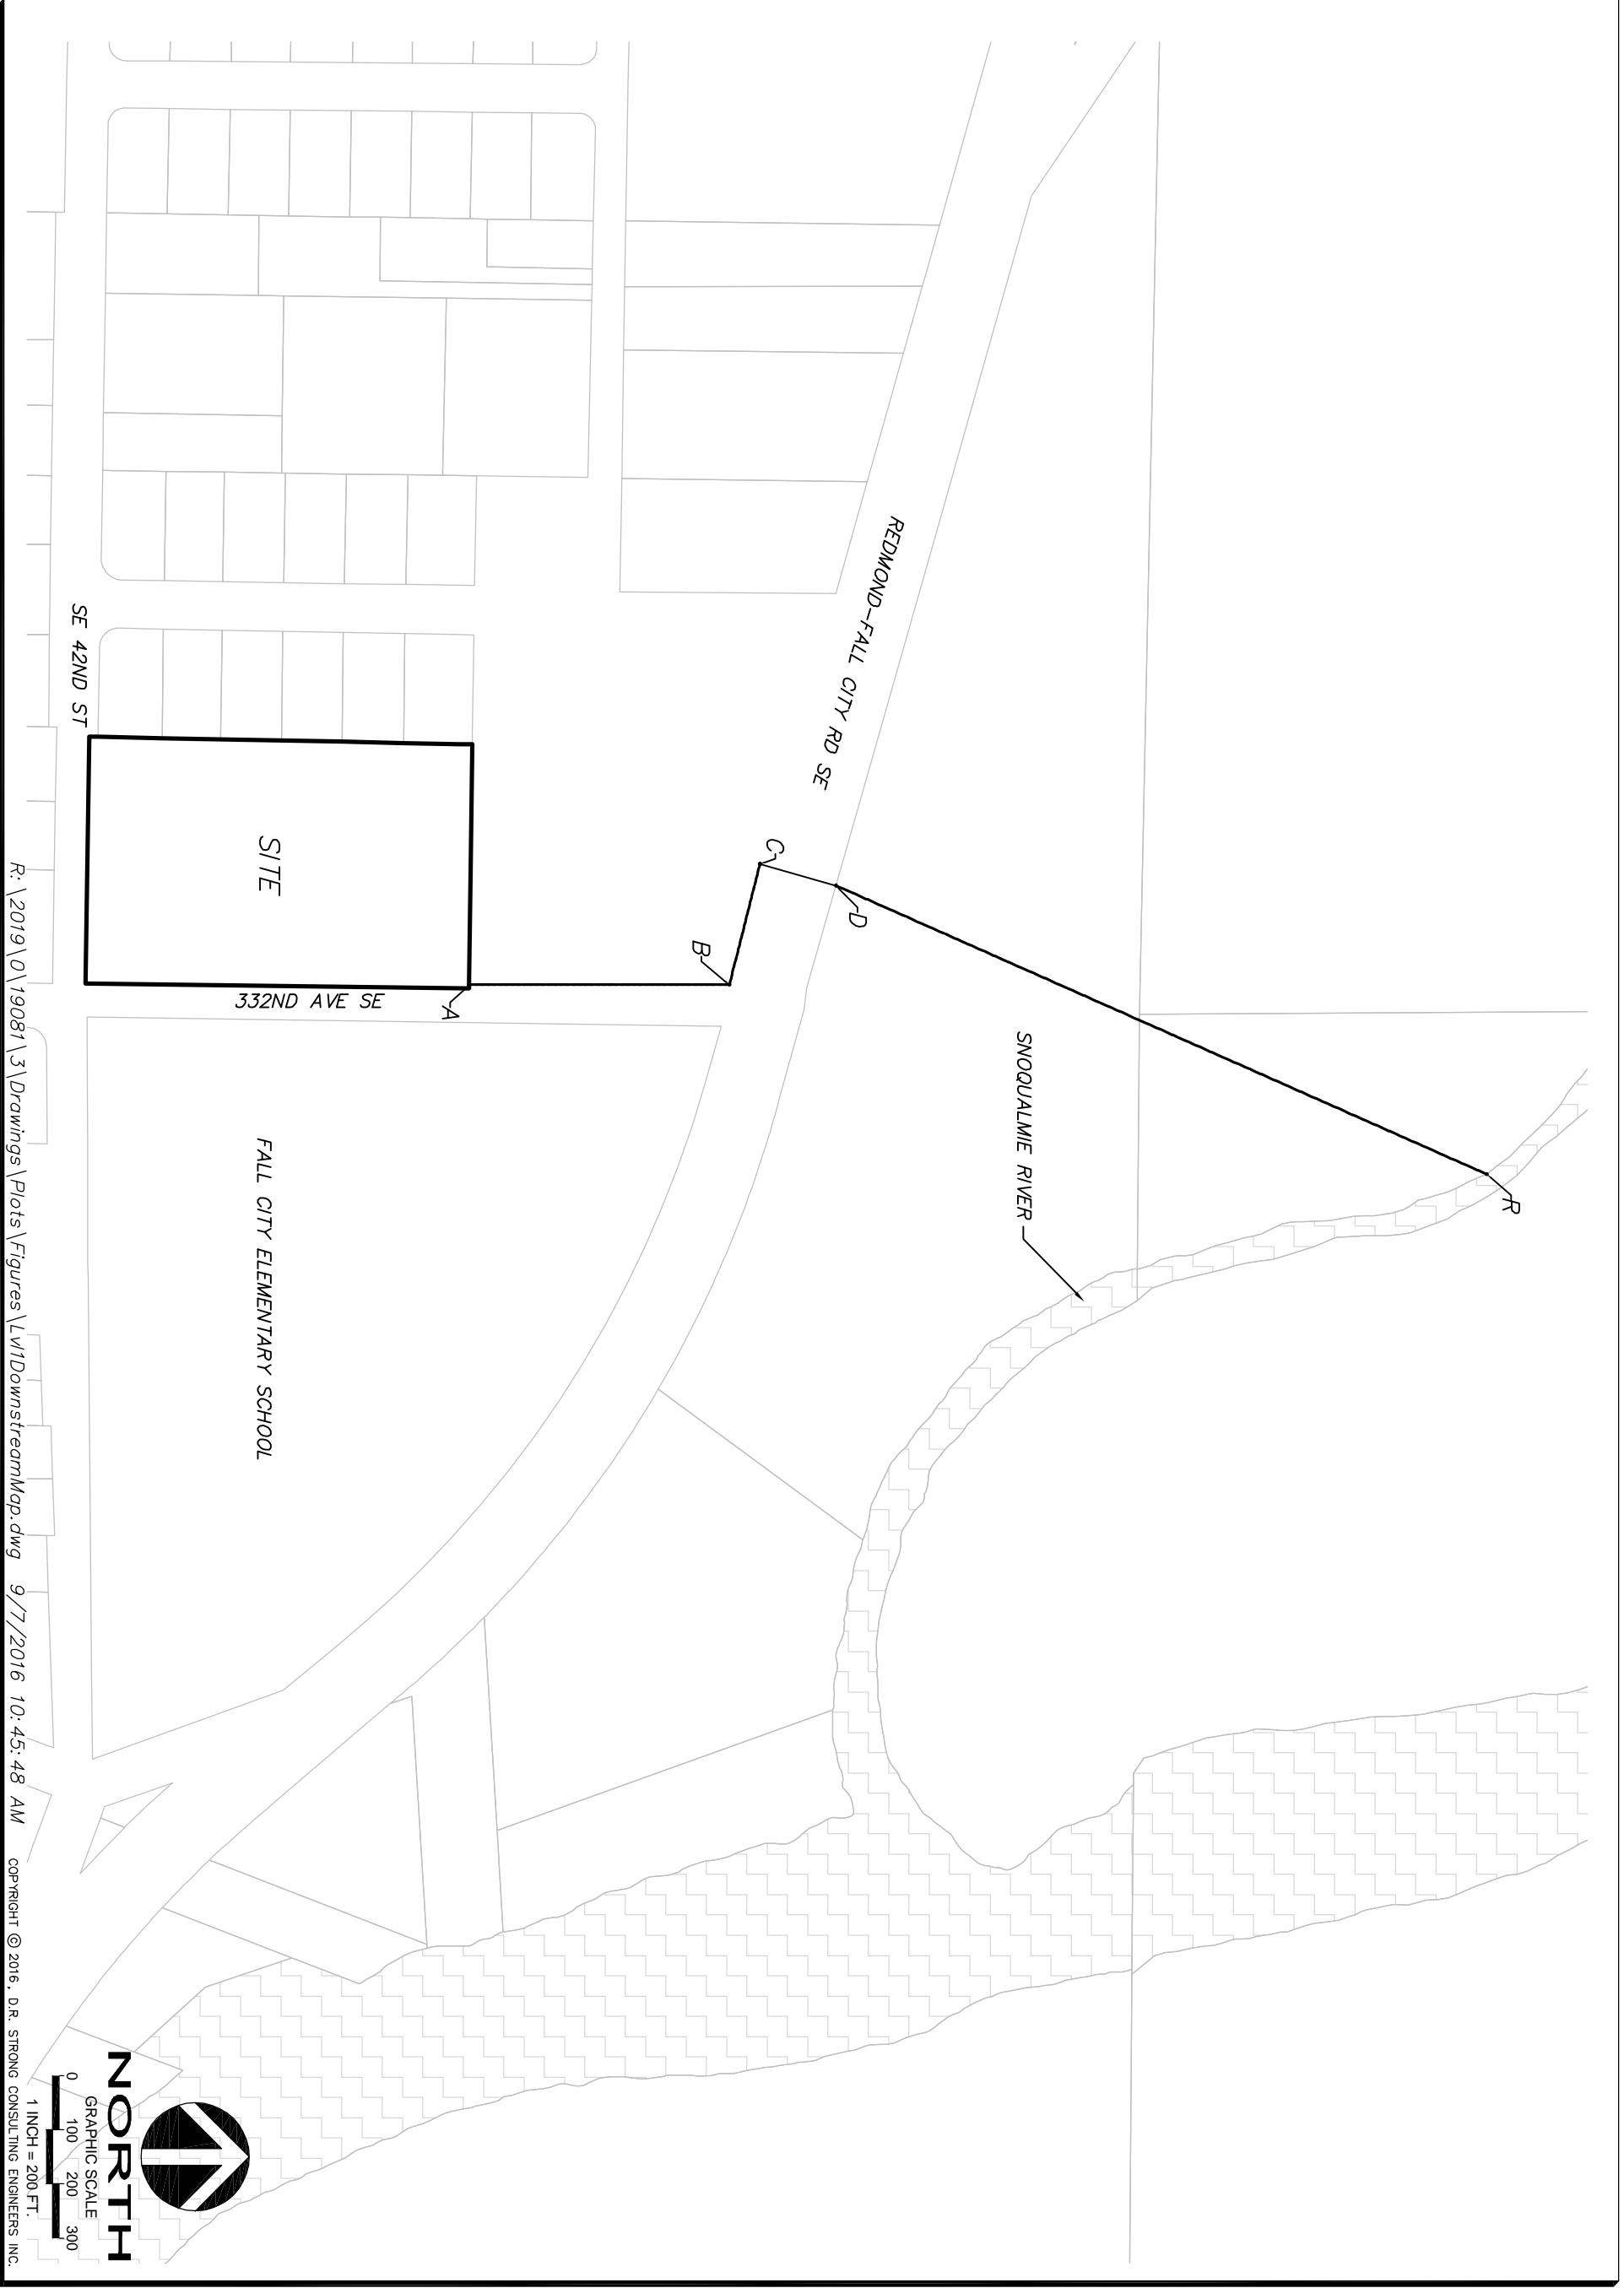 REDMOND-FALL CITY RD SE
C
D
B
A
R
SNOQUALMIE RIVER
SE 42ND ST
SITE
332ND AVE SE
FALL CITY ELEMENTARY SCHOOL
NORTH
GRAPHIC SCALE
0 100 200 300
1 INCH = 200 FT.
R:\2019\0\19081\3\Drawings\Plots\Figures\Lvl1DownstreamMap.dwg 9/7/2016 10:45:48 AM COPYRIGHT © 2016, D.R. STRONG CONSULTING ENGINEERS INC.